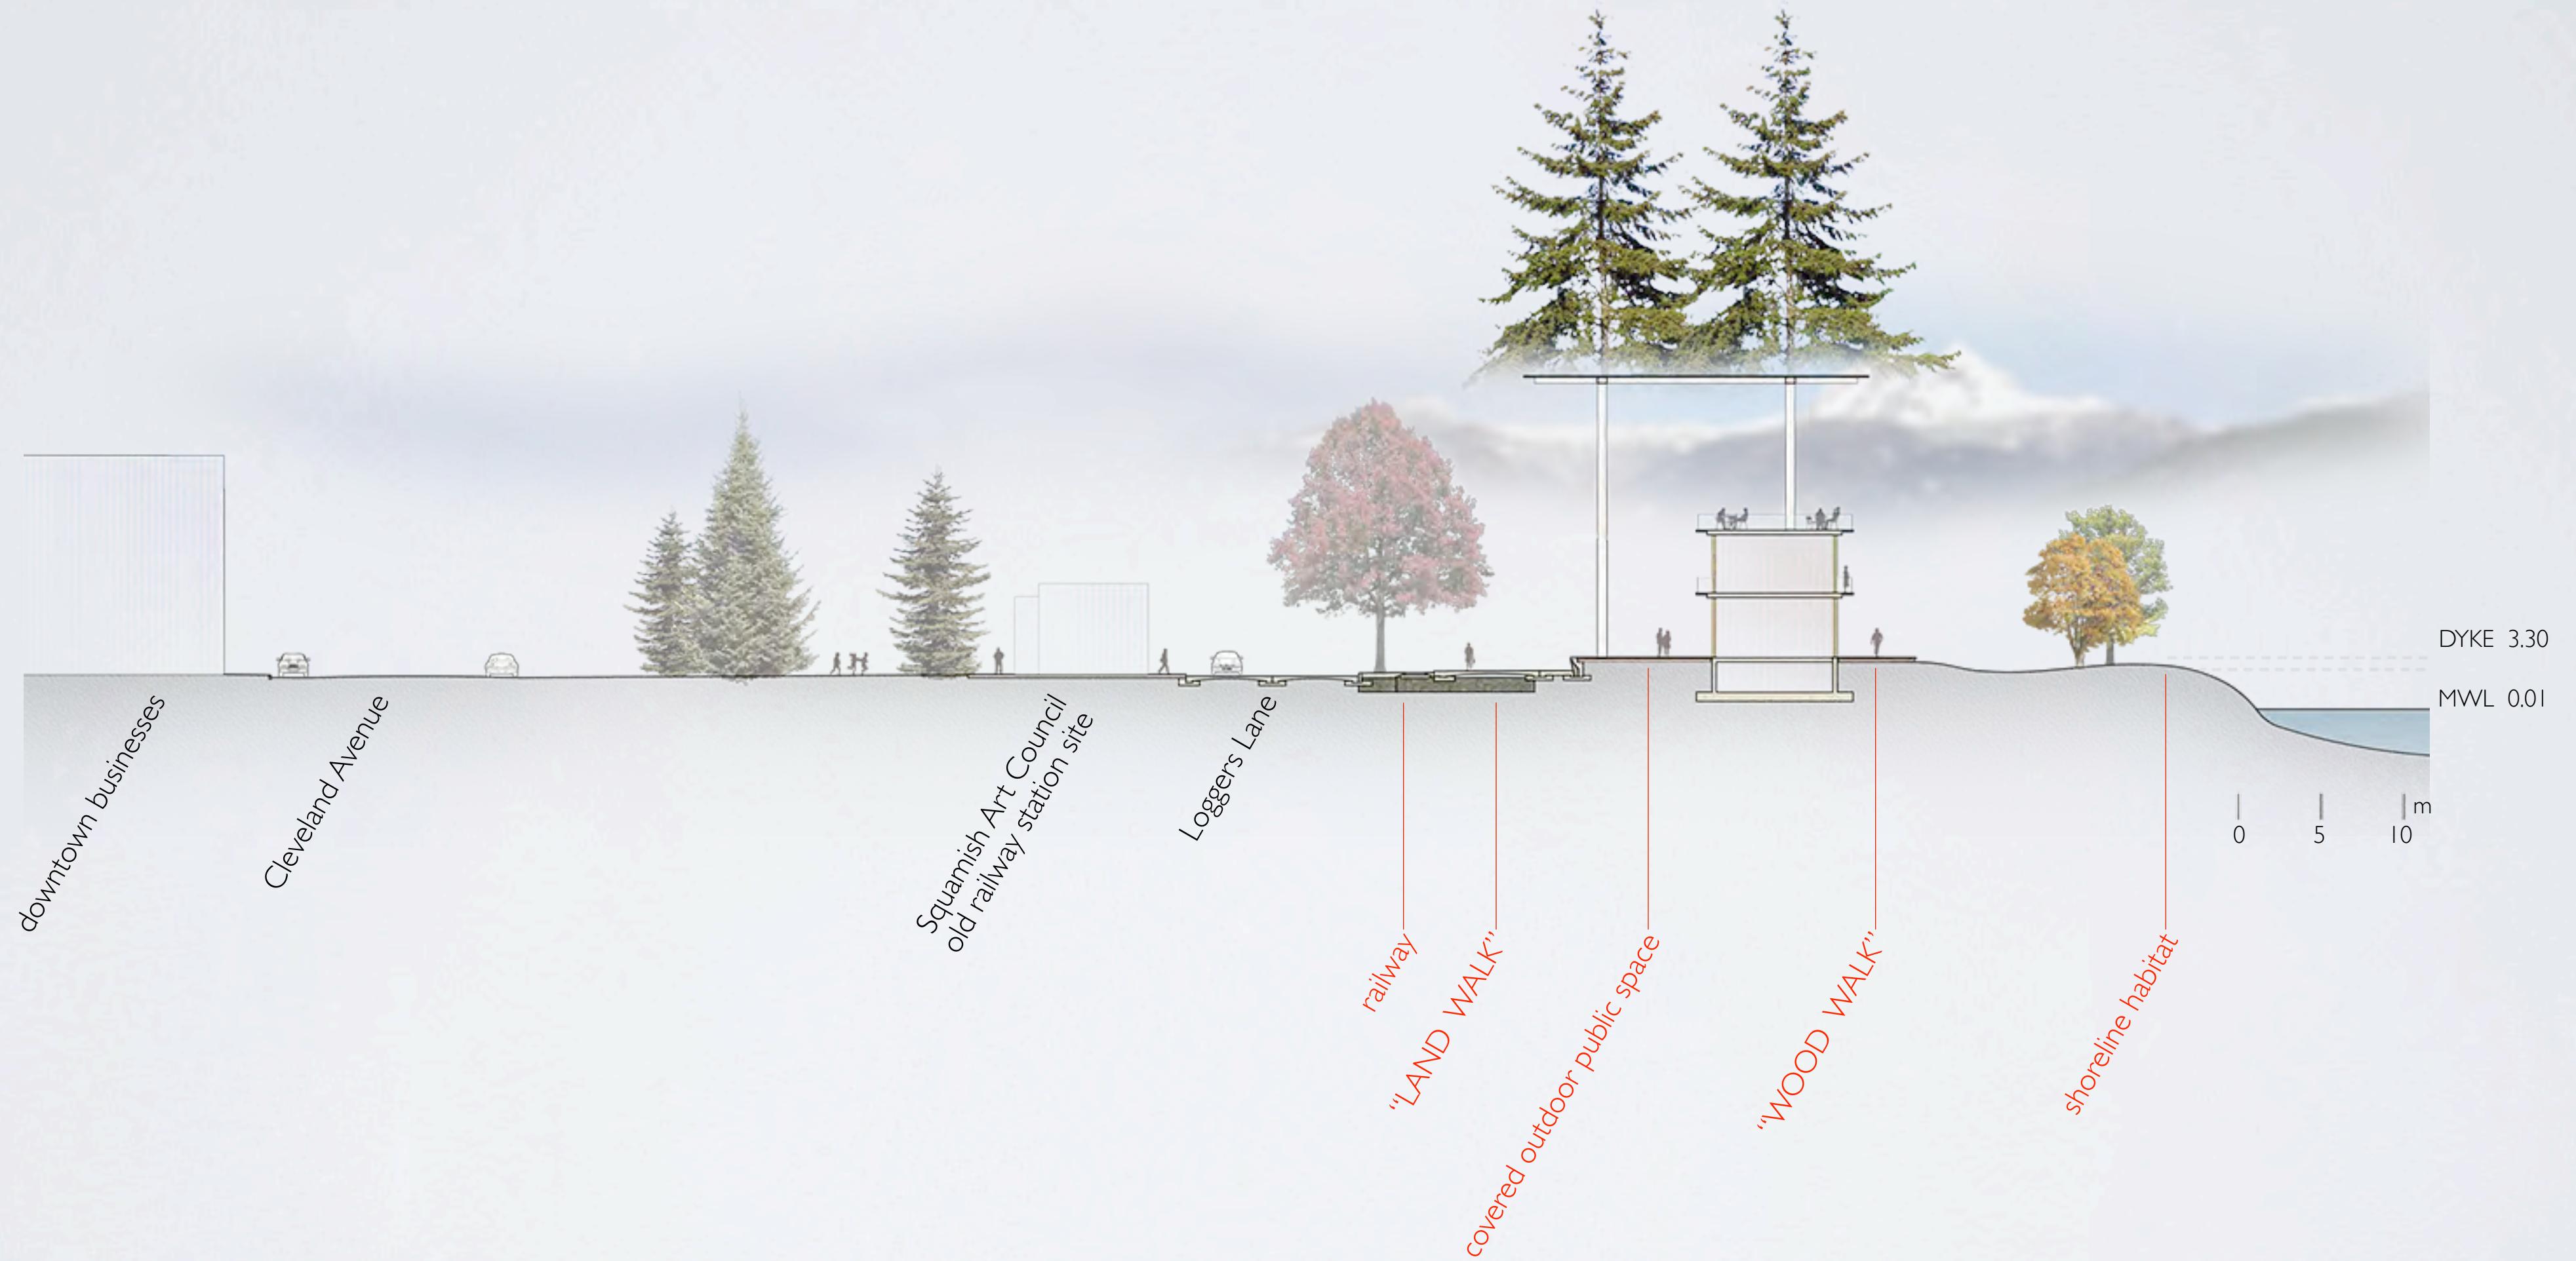 DYKE 3.30
MWL 0.01
m
0 5 10
downtown businesses
Cleveland Avenue
Squamish Art Council
old railway station site
Loggers Lane
railway
“LAND WALK”
covered outdoor public space
“WOOD WALK”
shoreline habitat